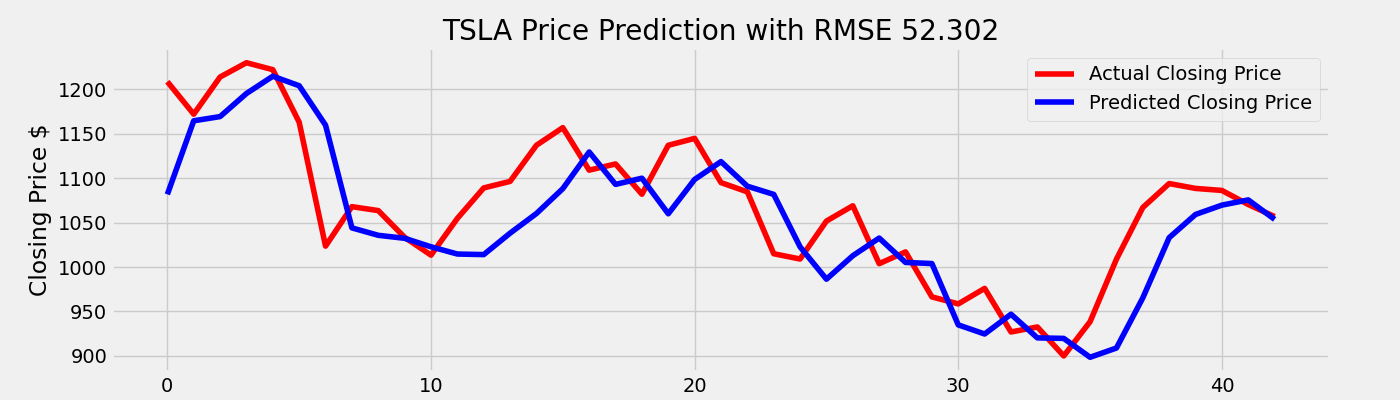 TSLA Price Prediction with RMSE 52.302
Actual Closing Price
Predicted Closing Price
Closing Price $
1200
1150
1100
1050
1000
950
900
0 10 20 30 40